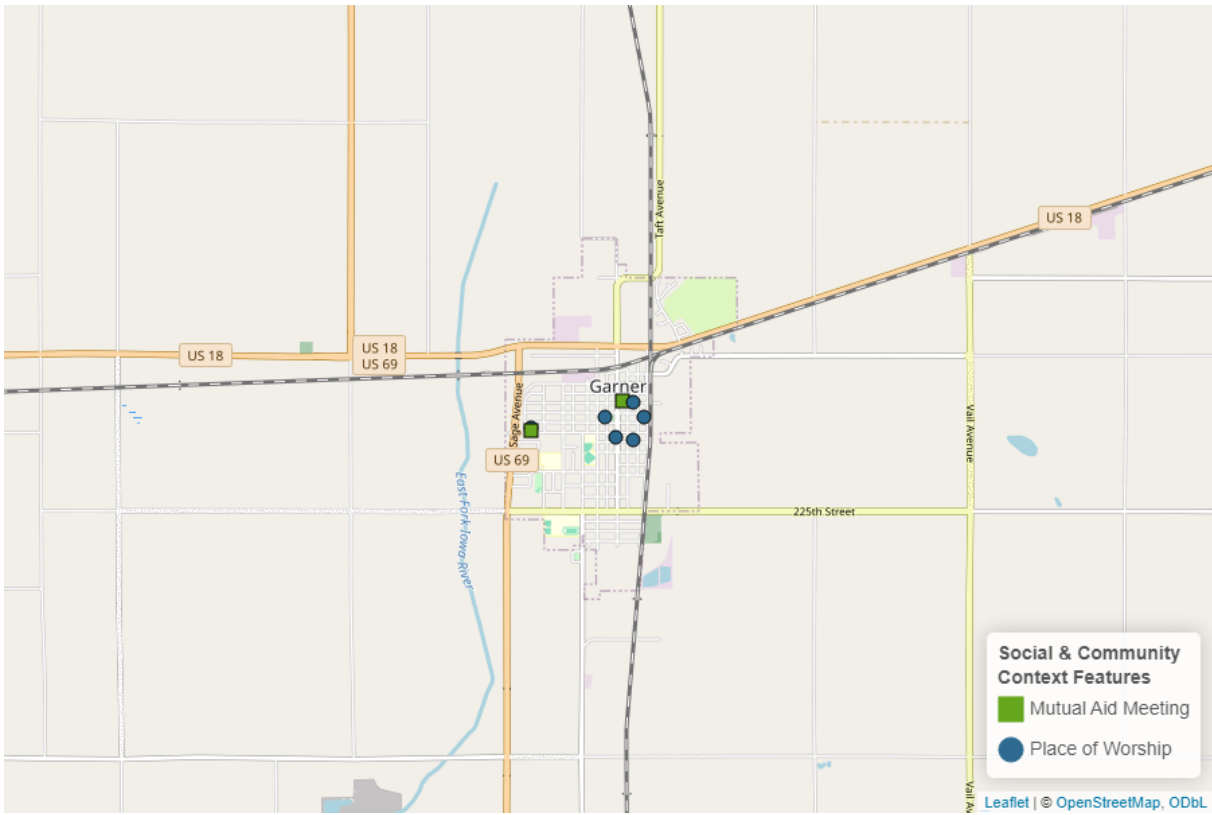 Taft Avenue
US 18
US 18
US 18
US 69
Garner
Sage Avenue
Vail Avenue
US 69
East Fork Iowa River
225th Street
Social & Community
Context Features
Mutual Aid Meeting
Place of Worship
Vail Av
Leaflet | © OpenStreetMap, ODbL